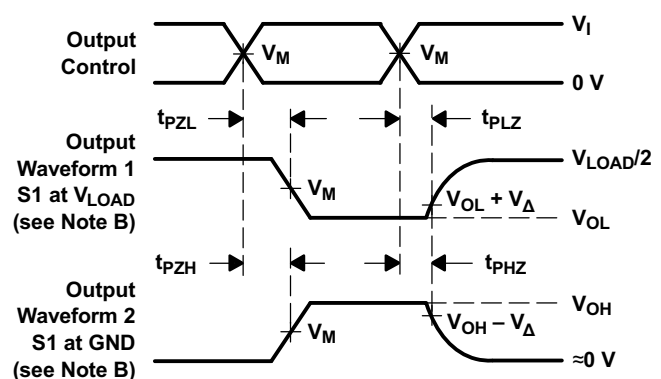 Output
Control
V_M
V_M
V_I
0 V
t_PZL
t_PLZ
Output
Waveform 1
S1 at V_LOAD
(see Note B)
V_M
V_LOAD/2
V_OL + V_Δ
V_OL
t_PZH
t_PHZ
Output
Waveform 2
S1 at GND
(see Note B)
V_M
V_OH
V_OH – V_Δ
≈0 V